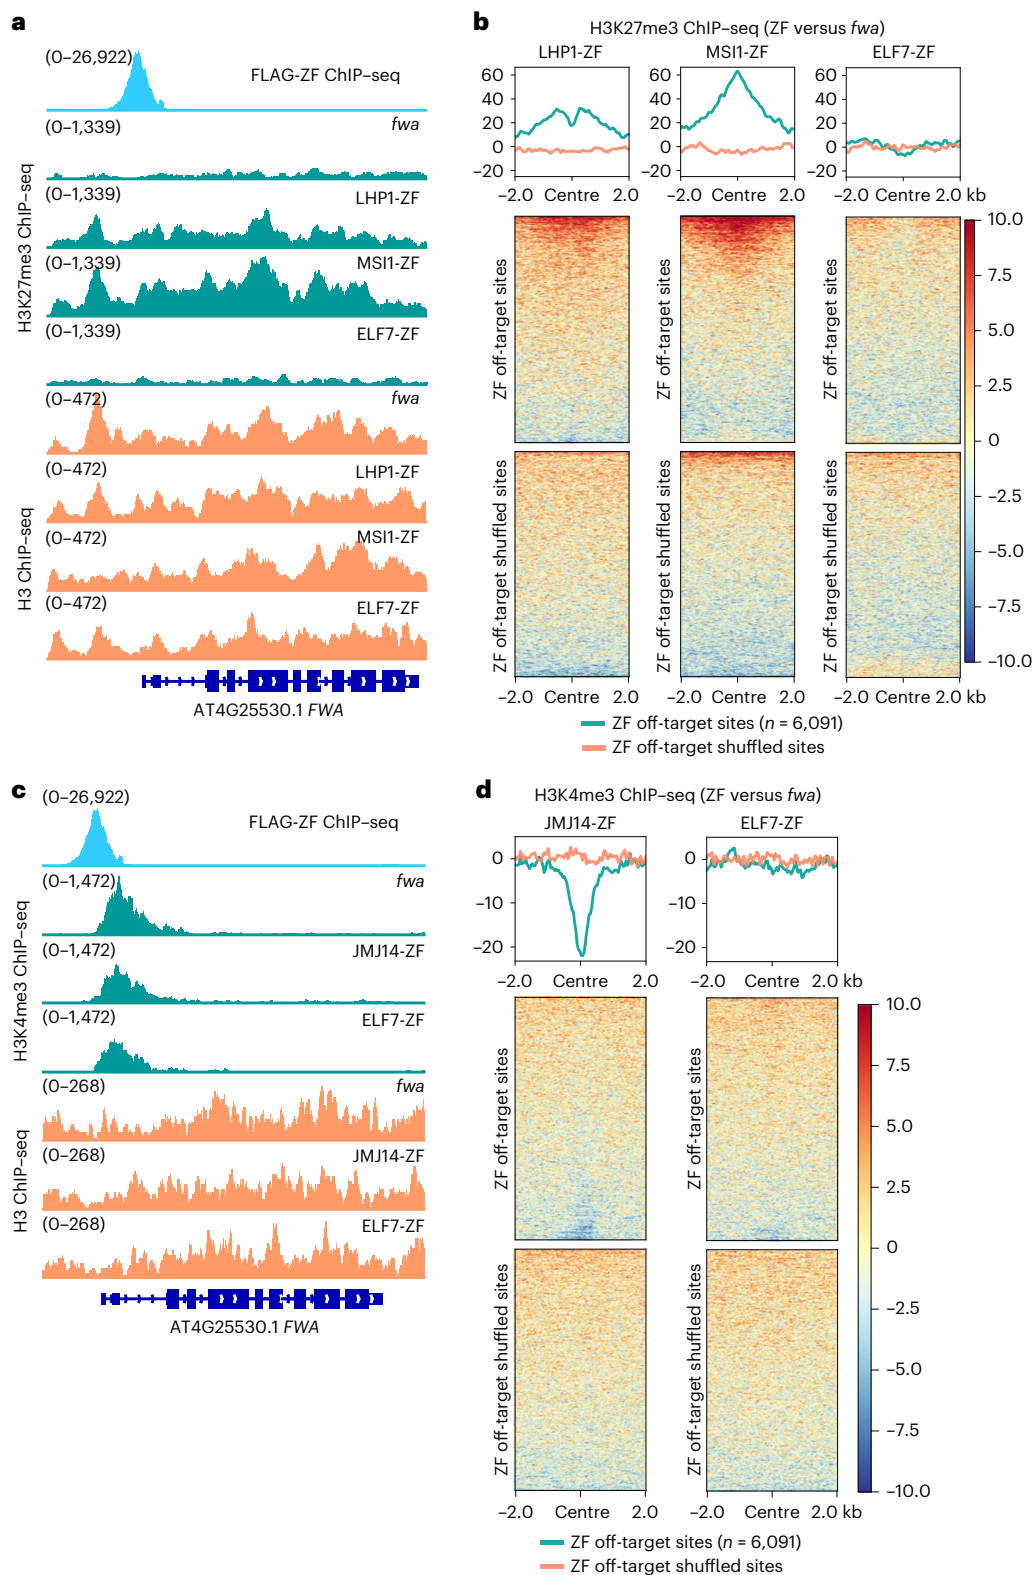 a
(0–26,922)
FLAG-ZF ChIP–seq
(0–1,339)
fwa
(0–1,339)
LHP1-ZF
(0–1,339)
MSI1-ZF
(0–1,339)
ELF7-ZF
H3K27me3 ChIP–seq
(0–472)
fwa
(0–472)
LHP1-ZF
(0–472)
MSI1-ZF
(0–472)
ELF7-ZF
H3 ChIP–seq
AT4G25530.1 FWA
b
H3K27me3 ChIP–seq (ZF versus fwa)
LHP1-ZF MSI1-ZF ELF7-ZF
60 60 60
40 40 40
20 20 20
0 0 0
–20 –20 –20
–2.0 Centre 2.0 –2.0 Centre 2.0 –2.0 Centre 2.0 kb
ZF off-target sites ZF off-target sites ZF off-target sites
ZF off-target shuffled sites ZF off-target shuffled sites ZF off-target shuffled sites
10.0
7.5
5.0
2.5
0
–2.5
–5.0
–7.5
–10.0
–2.0 Centre 2.0 –2.0 Centre 2.0 –2.0 Centre 2.0 kb
ZF off-target sites (n = 6,091)
ZF off-target shuffled sites
c
(0–26,922)
FLAG-ZF ChIP–seq
(0–1,472)
fwa
(0–1,472)
JMJ14-ZF
(0–1,472)
ELF7-ZF
H3K4me3 ChIP–seq
(0–268)
fwa
(0–268)
JMJ14-ZF
(0–268)
ELF7-ZF
H3 ChIP–seq
AT4G25530.1 FWA
d
H3K4me3 ChIP–seq (ZF versus fwa)
JMJ14-ZF ELF7-ZF
0 0
–10 –10
–20 –20
–2.0 Centre 2.0 –2.0 Centre 2.0 kb
ZF off-target sites ZF off-target sites
ZF off-target shuffled sites ZF off-target shuffled sites
10.0
7.5
5.0
2.5
0
–2.5
–5.0
–7.5
–10.0
–2.0 Centre 2.0 –2.0 Centre 2.0 kb
ZF off-target sites (n = 6,091)
ZF off-target shuffled sites